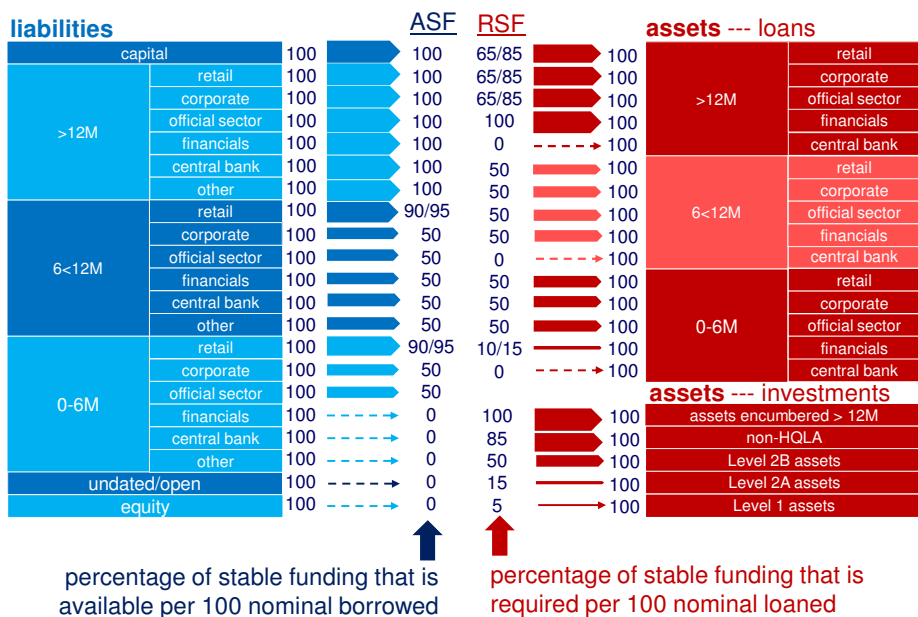 liabilities ASF RSF assets --- loans
capital 100 100 65/85 100 retail
retail 100 100 65/85 100 corporate
corporate 100 100 65/85 100 >12M official sector
>12M official sector 100 100 100 100 financials
financials 100 100 0 100 central bank
central bank 100 100 50 100 retail
other 100 100 50 100 corporate
retail 100 90/95 50 100 6<12M official sector
corporate 100 50 50 100 financials
6<12M official sector 100 50 0 100 central bank
financials 100 50 50 100 retail
central bank 100 50 50 100 corporate
other 100 50 50 100 0-6M official sector
retail 100 90/95 10/15 100 financials
corporate 100 50 0 100 central bank
official sector 100 50 assets --- investments
0-6M financials 100 0 100 100 assets encumbered > 12M
central bank 100 0 85 100 non-HQLA
other 100 0 50 100 Level 2B assets
undated/open 100 0 15 100 Level 2A assets
equity 100 0 5 100 Level 1 assets
percentage of stable funding that is
available per 100 nominal borrowed
percentage of stable funding that is
required per 100 nominal loaned